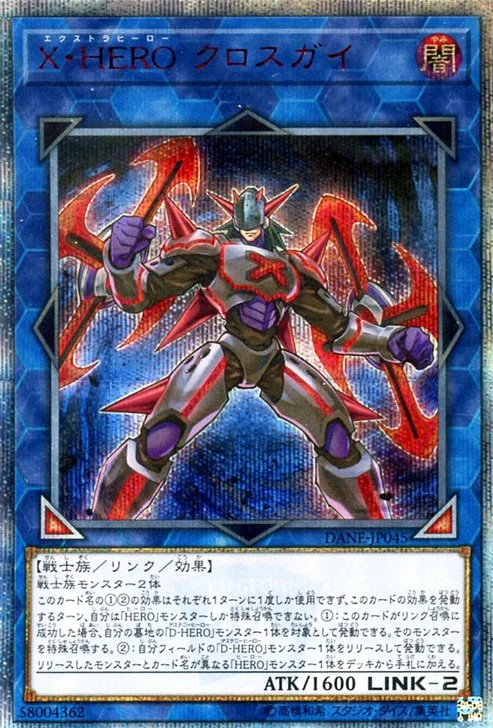 エクストラヒーロー
X・HERO クロスガイ
やみ
闇
DANE-JP045
【戦士族／リンク／効果】
戦士族モンスター2体
このカード名の①②の効果はそれぞれ1ターンに1度しか使用できず、このカードの効果を発動
するターン、自分は「HERO」モンスターしか特殊召喚できない。①：このカードがリンク召喚に
成功した場合、自分の墓地の「D-HERO」モンスター1体を対象として発動できる。そのモンスター
を特殊召喚する。②：自分フィールドの「D-HERO」モンスター1体をリリースして発動できる。
リリースしたモンスターとカード名が異なる「HERO」モンスター1体をデッキから手札に加える。
ATK/1600 LINK-2
58004362 ©高橋和希 スタジオ・ダイス/集英社